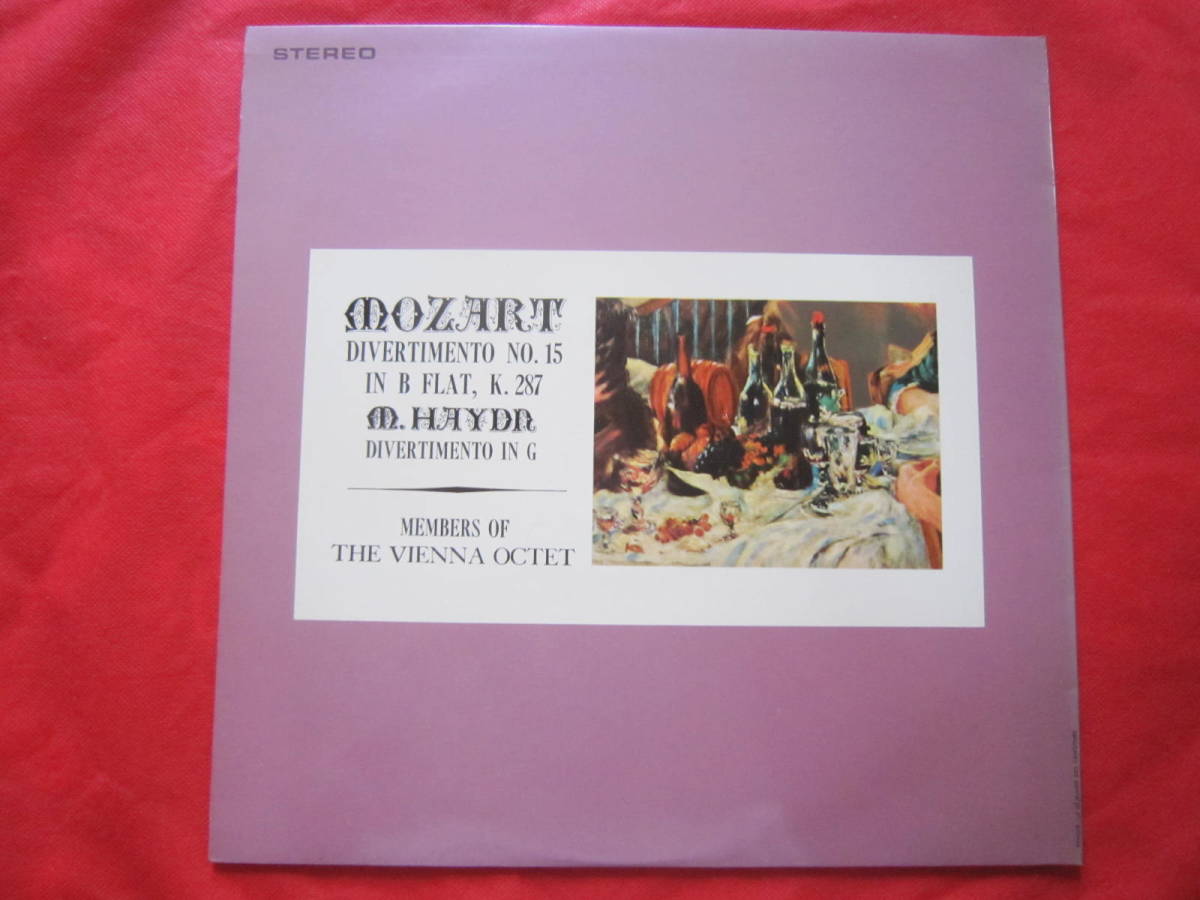 STEREO
MOZART
DIVERTIMENTO NO. 15
IN B FLAT, K. 287
M. HAYDN
DIVERTIMENTO IN G
MEMBERS OF
THE VIENNA OCTET